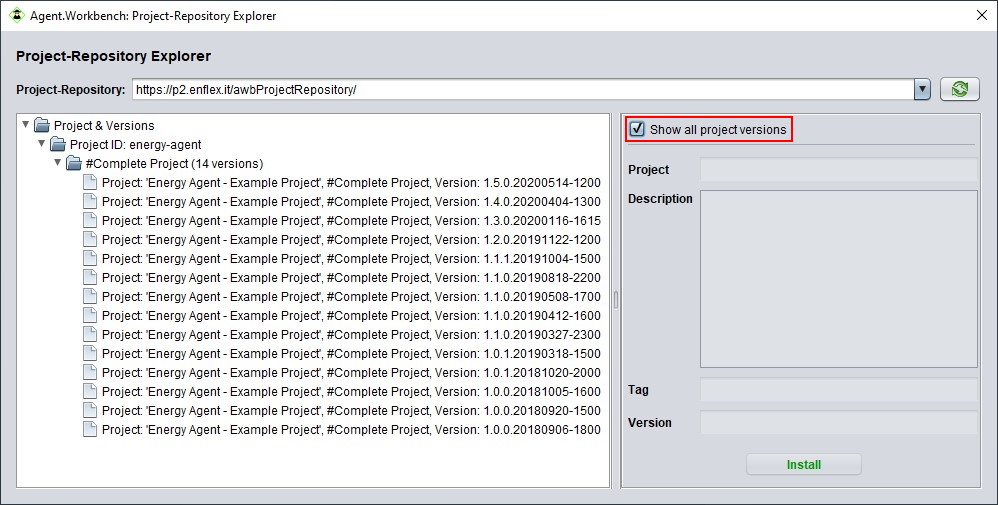 Agent.Workbench: Project-Repository Explorer
Project-Repository Explorer
Project-Repository: https://p2.enflex.it/awbProjectRepository/
Project & Versions
Project ID: energy-agent
#Complete Project (14 versions)
Project: 'Energy Agent - Example Project', #Complete Project, Version: 1.5.0.20200514-1200
Project: 'Energy Agent - Example Project', #Complete Project, Version: 1.4.0.20200404-1300
Project: 'Energy Agent - Example Project', #Complete Project, Version: 1.3.0.20200116-1615
Project: 'Energy Agent - Example Project', #Complete Project, Version: 1.2.0.20191122-1200
Project: 'Energy Agent - Example Project', #Complete Project, Version: 1.1.1.20191004-1500
Project: 'Energy Agent - Example Project', #Complete Project, Version: 1.1.0.20190818-2200
Project: 'Energy Agent - Example Project', #Complete Project, Version: 1.1.0.20190508-1700
Project: 'Energy Agent - Example Project', #Complete Project, Version: 1.1.0.20190412-1600
Project: 'Energy Agent - Example Project', #Complete Project, Version: 1.1.0.20190327-2300
Project: 'Energy Agent - Example Project', #Complete Project, Version: 1.0.1.20190318-1500
Project: 'Energy Agent - Example Project', #Complete Project, Version: 1.0.1.20181020-2000
Project: 'Energy Agent - Example Project', #Complete Project, Version: 1.0.0.20181005-1600
Project: 'Energy Agent - Example Project', #Complete Project, Version: 1.0.0.20180920-1500
Project: 'Energy Agent - Example Project', #Complete Project, Version: 1.0.0.20180906-1800
Show all project versions
Project
Description
Tag
Version
Install